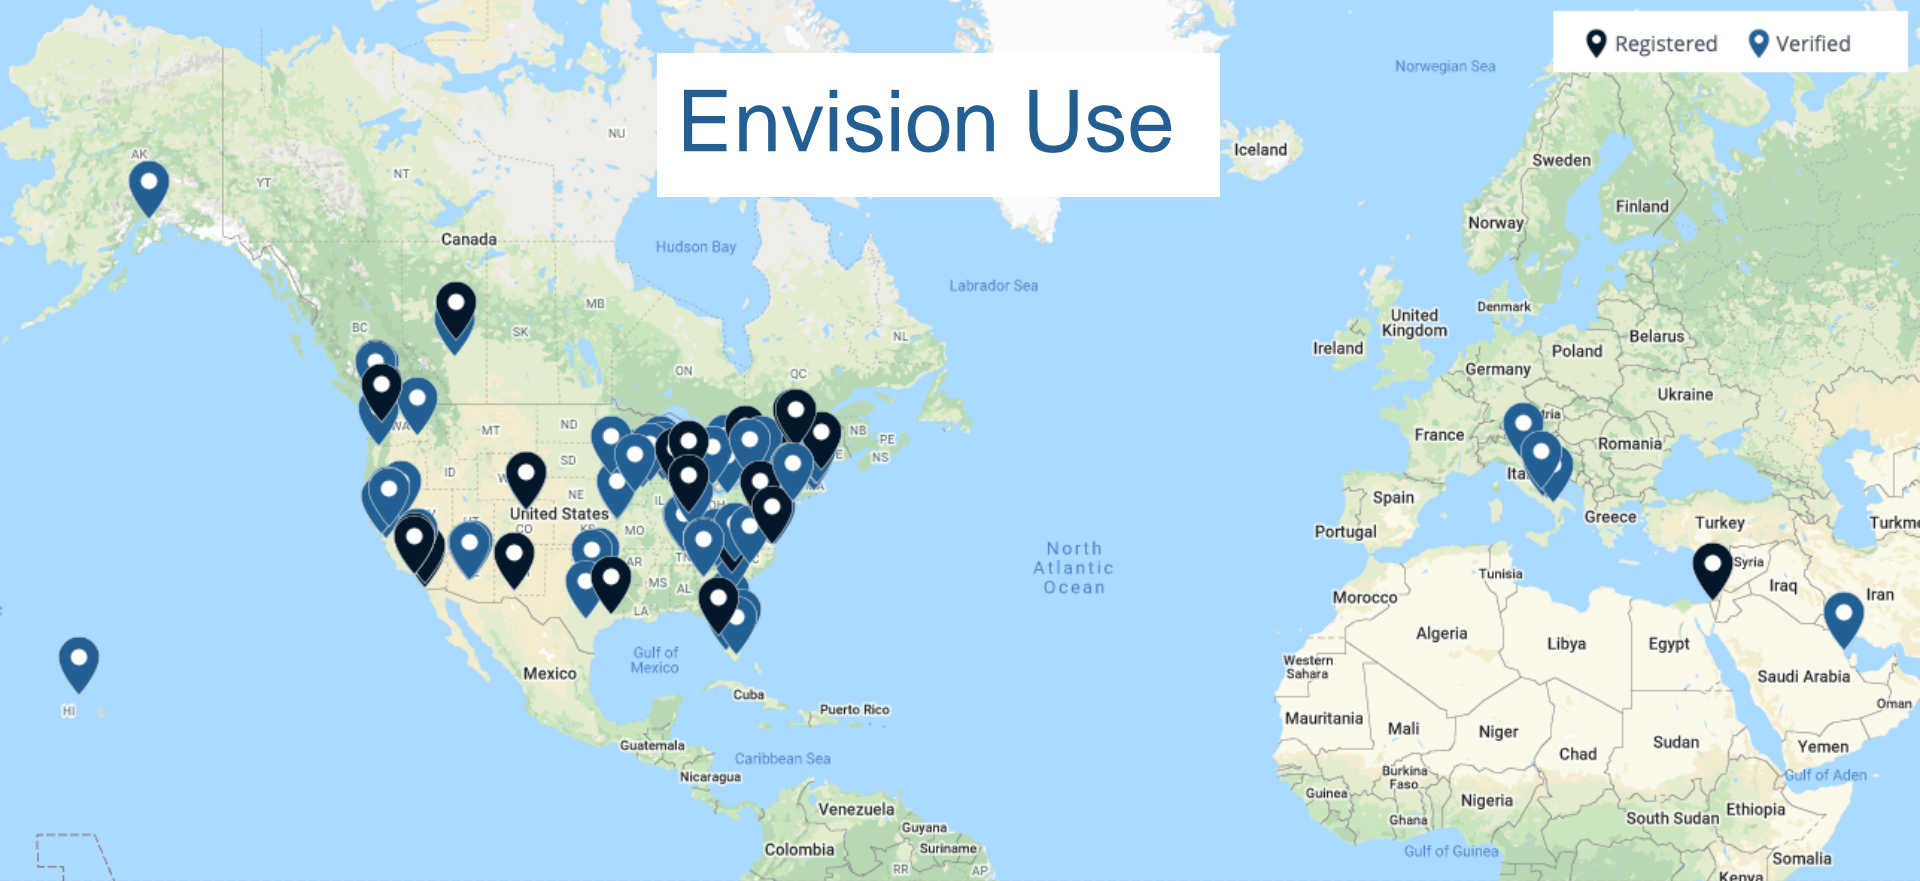 Registered
Verified
Envision Use
Norwegian Sea
AK
NU
YT
NT
Iceland
Sweden
Finland
Norway
Canada
Hudson Bay
Labrador Sea
MB
BC
SK
NL
Denmark
United
Kingdom
Ireland
Belarus
Poland
ON
QC
Germany
Ukraine
WA
MT
ND
NB
PE
NS
France
Romania
SD
ID
NE
IL
Spain
Greece
Turkey
Turkme
Portugal
United States
CO
MO
Syria
Tunisia
Iraq
Iran
North
Atlantic
Ocean
AR
MS
AL
LA
Morocco
Algeria
Libya
Egypt
Gulf of
Mexico
Mexico
Western
Sahara
Saudi Arabia
Cuba
Puerto Rico
Oman
HI
Mauritania
Mali
Niger
Chad
Sudan
Yemen
Guatemala
Caribbean Sea
Nicaragua
Burkina
Faso
Gulf of Aden
Guinea
Nigeria
Venezuela
Ghana
South Sudan
Ethiopia
Guyana
Colombia
Suriname
Gulf of Guinea
Somalia
RR
AP
Kenya